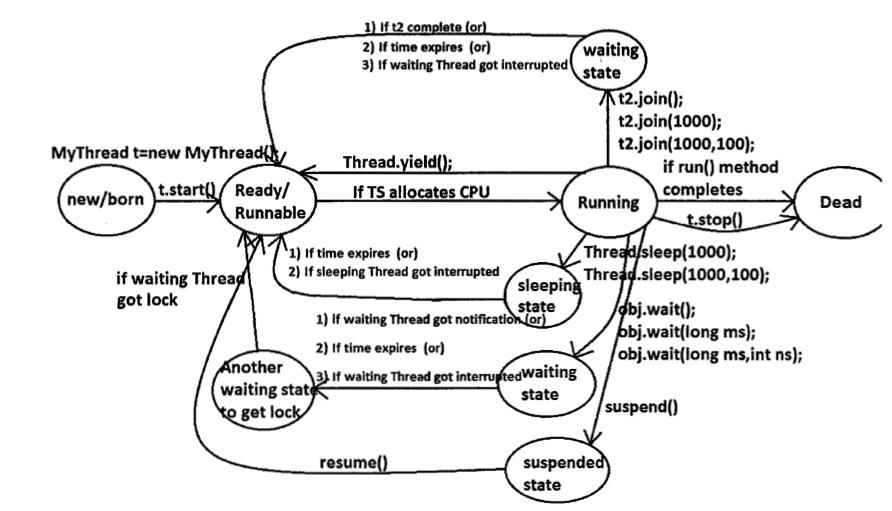 1) If t2 complete (or)
2) If time expires (or)
3) If waiting Thread got interrupted
waiting
state
t2.join();
t2.join(1000);
t2.join(1000,100);
MyThread t=new MyThread();
Thread.yield();
if run() method
completes
new/born
t.start()
Ready/
Runnable
If TS allocates CPU
Running
Dead
t.stop()
1) If time expires (or)
2) If sleeping Thread got interrupted
Thread.sleep(1000);
Thread.sleep(1000,100);
if waiting Thread
got lock
sleeping
state
1) If waiting Thread got notification (or)
2) If time expires (or)
3) If waiting Thread got interrupted
obj.wait();
obj.wait(long ms);
obj.wait(long ms,int ns);
Another
waiting state
to get lock
waiting
state
suspend()
resume()
suspended
state